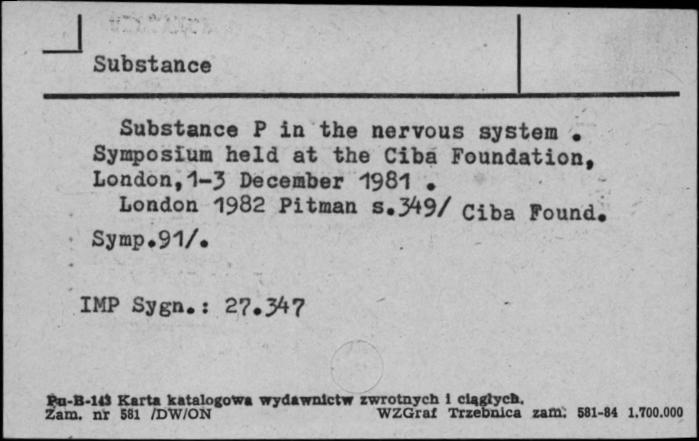 Substance
Substance P in the nervous system .
Symposium held at the Ciba Foundation,
London,1-3 December 1981 .
London 1982 Pitman s.349/ Ciba Found.
Symp.91/.
IMP Sygn.: 27.347
Pu-B-143 Karta katalogowa wydawnictw zwrotnych i ciągłych.
Zam. nr 581 /DW/ON WZGraf Trzebnica zam. 581-84 1.700.000